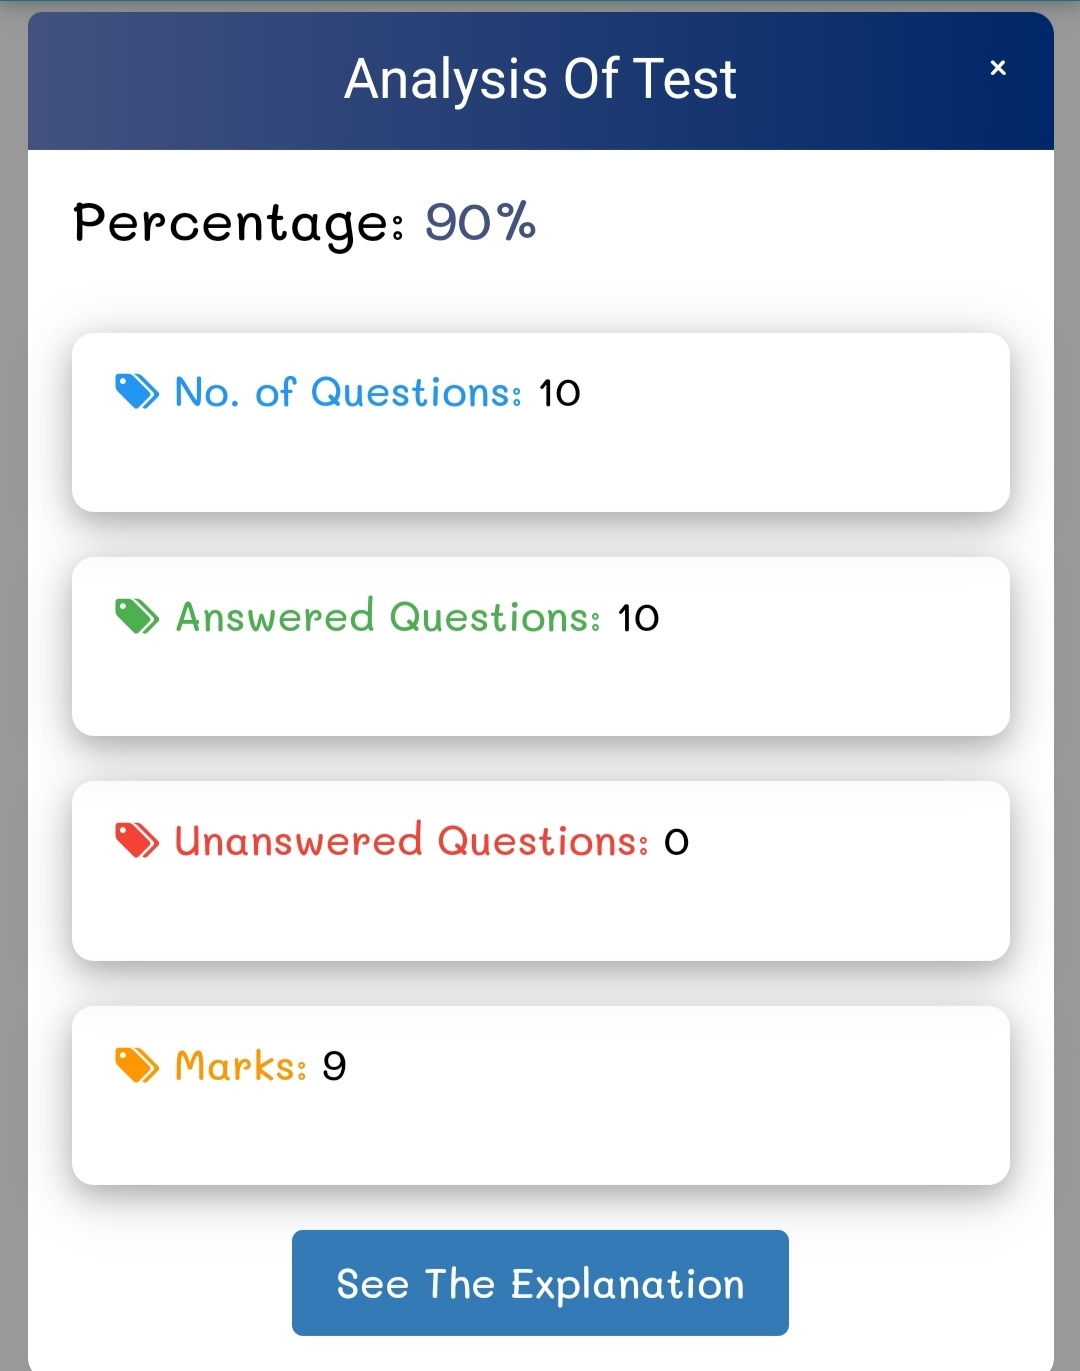 Analysis Of Test ×
Percentage: 90%
No. of Questions: 10
Answered Questions: 10
Unanswered Questions: 0
Marks: 9
See The Explanation